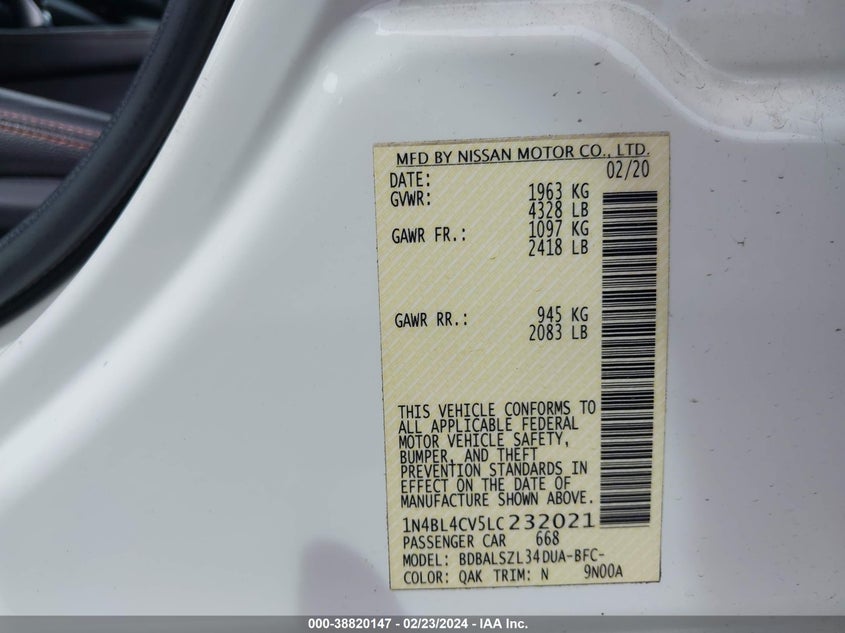 MFD BY NISSAN MOTOR CO., LTD.
DATE: 02/20
GVWR: 1963 KG
4328 LB
GAWR FR.: 1097 KG
2418 LB
GAWR RR.: 945 KG
2083 LB
THIS VEHICLE CONFORMS TO
ALL APPLICABLE FEDERAL
MOTOR VEHICLE SAFETY,
BUMPER, AND THEFT
PREVENTION STANDARDS IN
EFFECT ON THE DATE OF
MANUFACTURE SHOWN ABOVE.
1N4BL4CV5LC232021
PASSENGER CAR 668
MODEL: BDBALSZL34DUA-BFC-
COLOR: QAK TRIM: N 9N00A
000-38820147 - 02/23/2024 - IAA Inc.